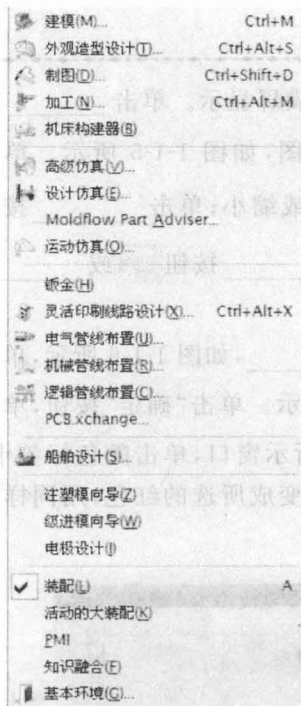 建模(M)... Ctrl+M
外观造型设计(T)... Ctrl+Alt+S
制图(D)... Ctrl+Shift+D
加工(N)... Ctrl+Alt+M
机床构建器(B)
高级仿真(V)...
设计仿真(E)...
Moldflow Part Adviser...
运动仿真(O)...
钣金(H)
灵活印刷线路设计(X)... Ctrl+Alt+X
电气管线布置(U)...
机械管线布置(R)...
逻辑管线布置(C)...
PCB.xchange...
船舶设计(S)...
注塑模向导(Z)
级进模向导(W)
电极设计(I)
装配(L) A
活动的大装配(K)
PMI
知识融合(F)
基本环境(G)...